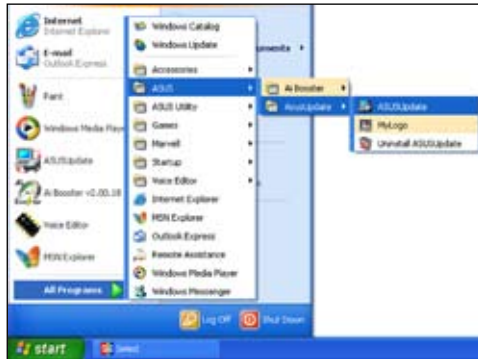 Internet
Internet Explorer
E-mail
Outlook Express
Paint
Windows Media Player
ASUSUpdate
Ai Booster v2.00.18
Voice Editor
MSN Explorer
All Programs
Windows Catalog
Windows Update
Accessories
ASUS
ASUS Utility
Games
Marvell
Startup
Voice Editor
Internet Explorer
MSN Explorer
Outlook Express
Remote Assistance
Windows Media Player
Windows Messenger
uments
Ai Booster
AsusUpdate
ASUSUpdate
MyLogo
Uninstall ASUSUpdate
Log Off
Shut Down
start